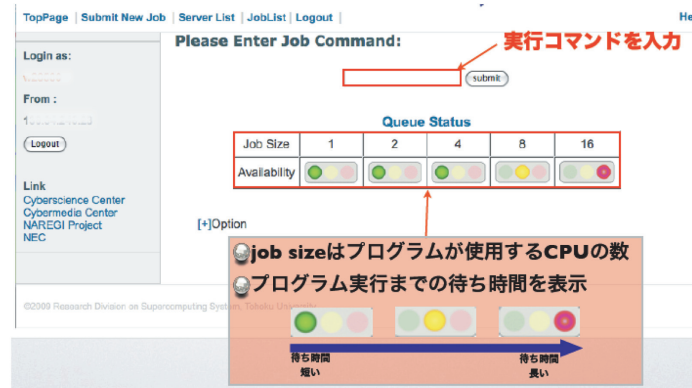 TopPage | Submit New Job | Server List | JobList | Logout |
He
Please Enter Job Command:
実行コマンドを入力
submit
Login as:
From :
Logout
Queue Status
Job Size 1 2 4 8 16
Availability
Link
Cyberscience Center
Cybermedia Center
NAREGI Project
NEC
[+]Option
job sizeはプログラムが使用するCPUの数
プログラム実行までの待ち時間を表示
©2009 Research Division on Supercomputing System, Tohoku University
待ち時間
短い
待ち時間
長い